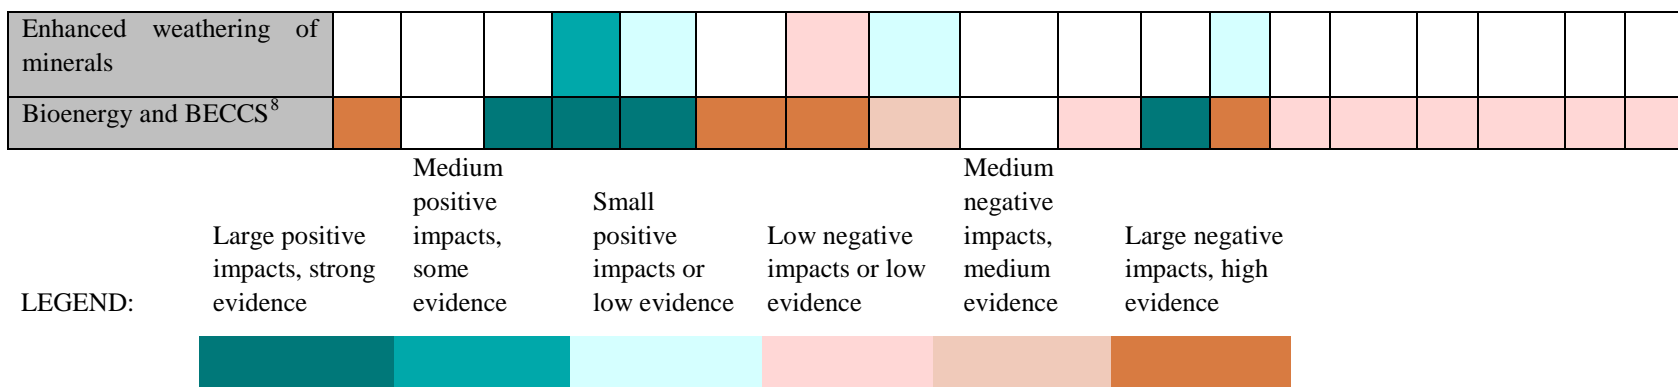 Enhanced weathering of
minerals
Bioenergy and BECCS⁸
LEGEND:
Large positive
impacts, strong
evidence
Medium
positive
impacts,
some
evidence
Small
positive
impacts or
low evidence
Low negative
impacts or low
evidence
Medium
negative
impacts,
medium
evidence
Large negative
impacts, high
evidence